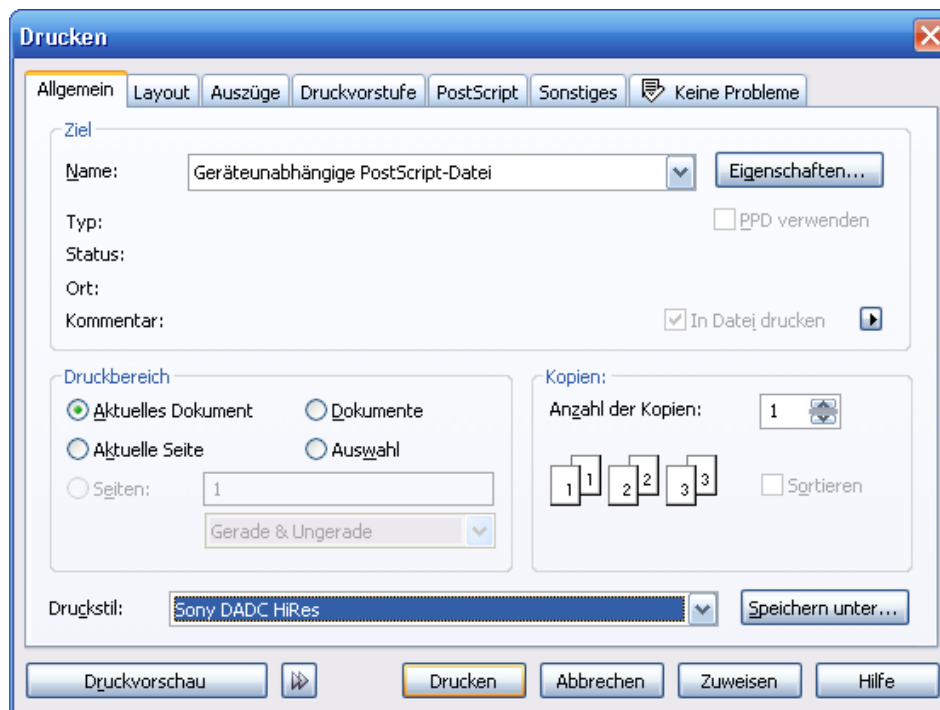 Drucken
Allgemein Layout Auszüge Druckvorstufe PostScript Sonstiges Keine Probleme
Ziel
Name: Geräteunabhängige PostScript-Datei Eigenschaften...
Typ: PPD verwenden
Status:
Ort:
Kommentar: In Datei drucken
Druckbereich
Aktuelles Dokument Dokumente
Aktuelle Seite Auswahl
Seiten: 1
Gerade & Ungerade
Kopien:
Anzahl der Kopien: 1
1 1 2 2 3 3 Sortieren
Druckstil: Sony DADC HiRes Speichern unter...
Druckvorschau Drucken Abbrechen Zuweisen Hilfe